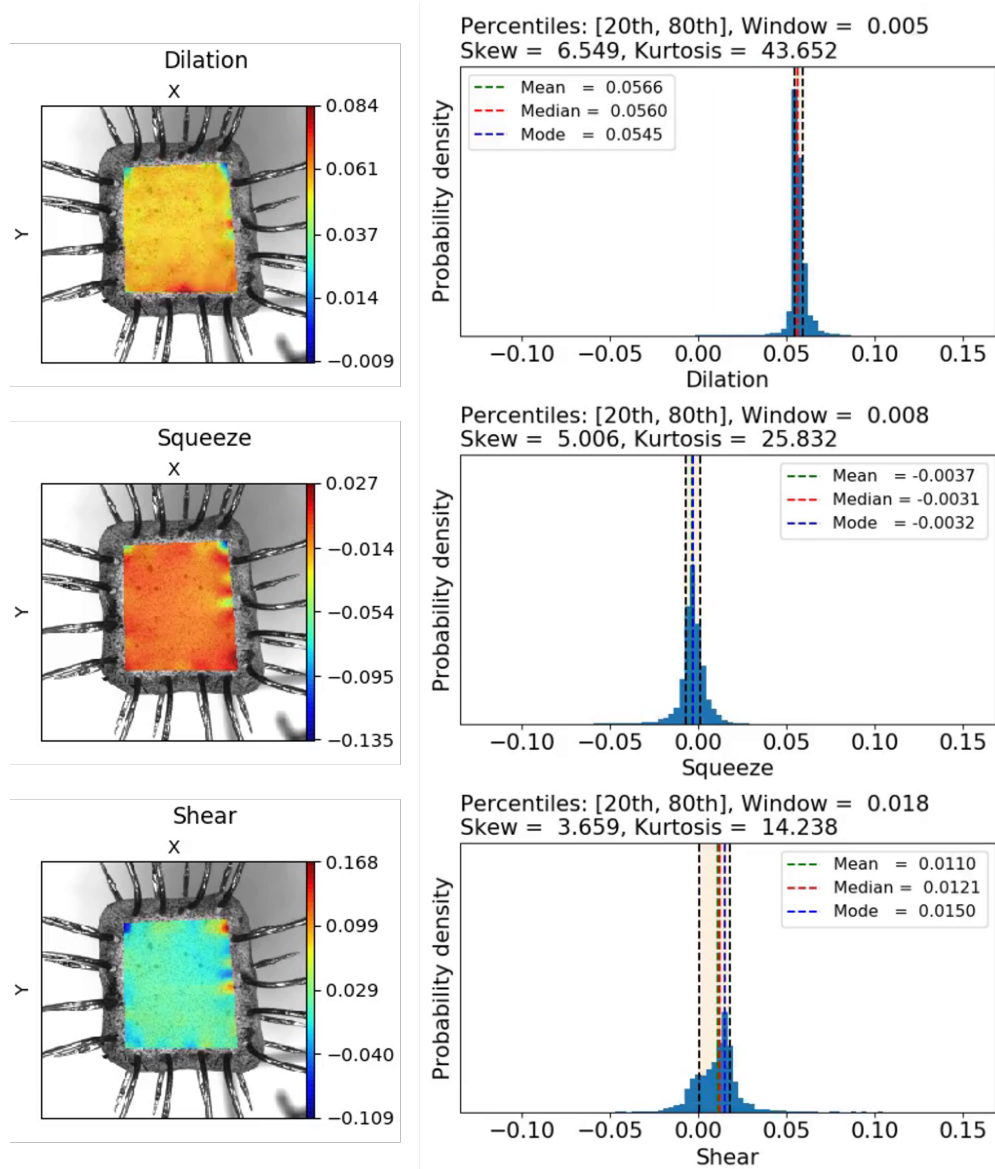 Dilation
X
Y
0.084
0.061
0.037
0.014
−0.009
Percentiles: [20th, 80th], Window = 0.005
Skew = 6.549, Kurtosis = 43.652
Mean = 0.0566
Median = 0.0560
Mode = 0.0545
Probability density
−0.10 −0.05 0.00 0.05 0.10 0.15
Dilation
Squeeze
X
Y
0.027
−0.014
−0.054
−0.095
−0.135
Percentiles: [20th, 80th], Window = 0.008
Skew = 5.006, Kurtosis = 25.832
Mean = -0.0037
Median = -0.0031
Mode = -0.0032
Probability density
−0.10 −0.05 0.00 0.05 0.10 0.15
Squeeze
Shear
X
Y
0.168
0.099
0.029
−0.040
−0.109
Percentiles: [20th, 80th], Window = 0.018
Skew = 3.659, Kurtosis = 14.238
Mean = 0.0110
Median = 0.0121
Mode = 0.0150
Probability density
−0.10 −0.05 0.00 0.05 0.10 0.15
Shear